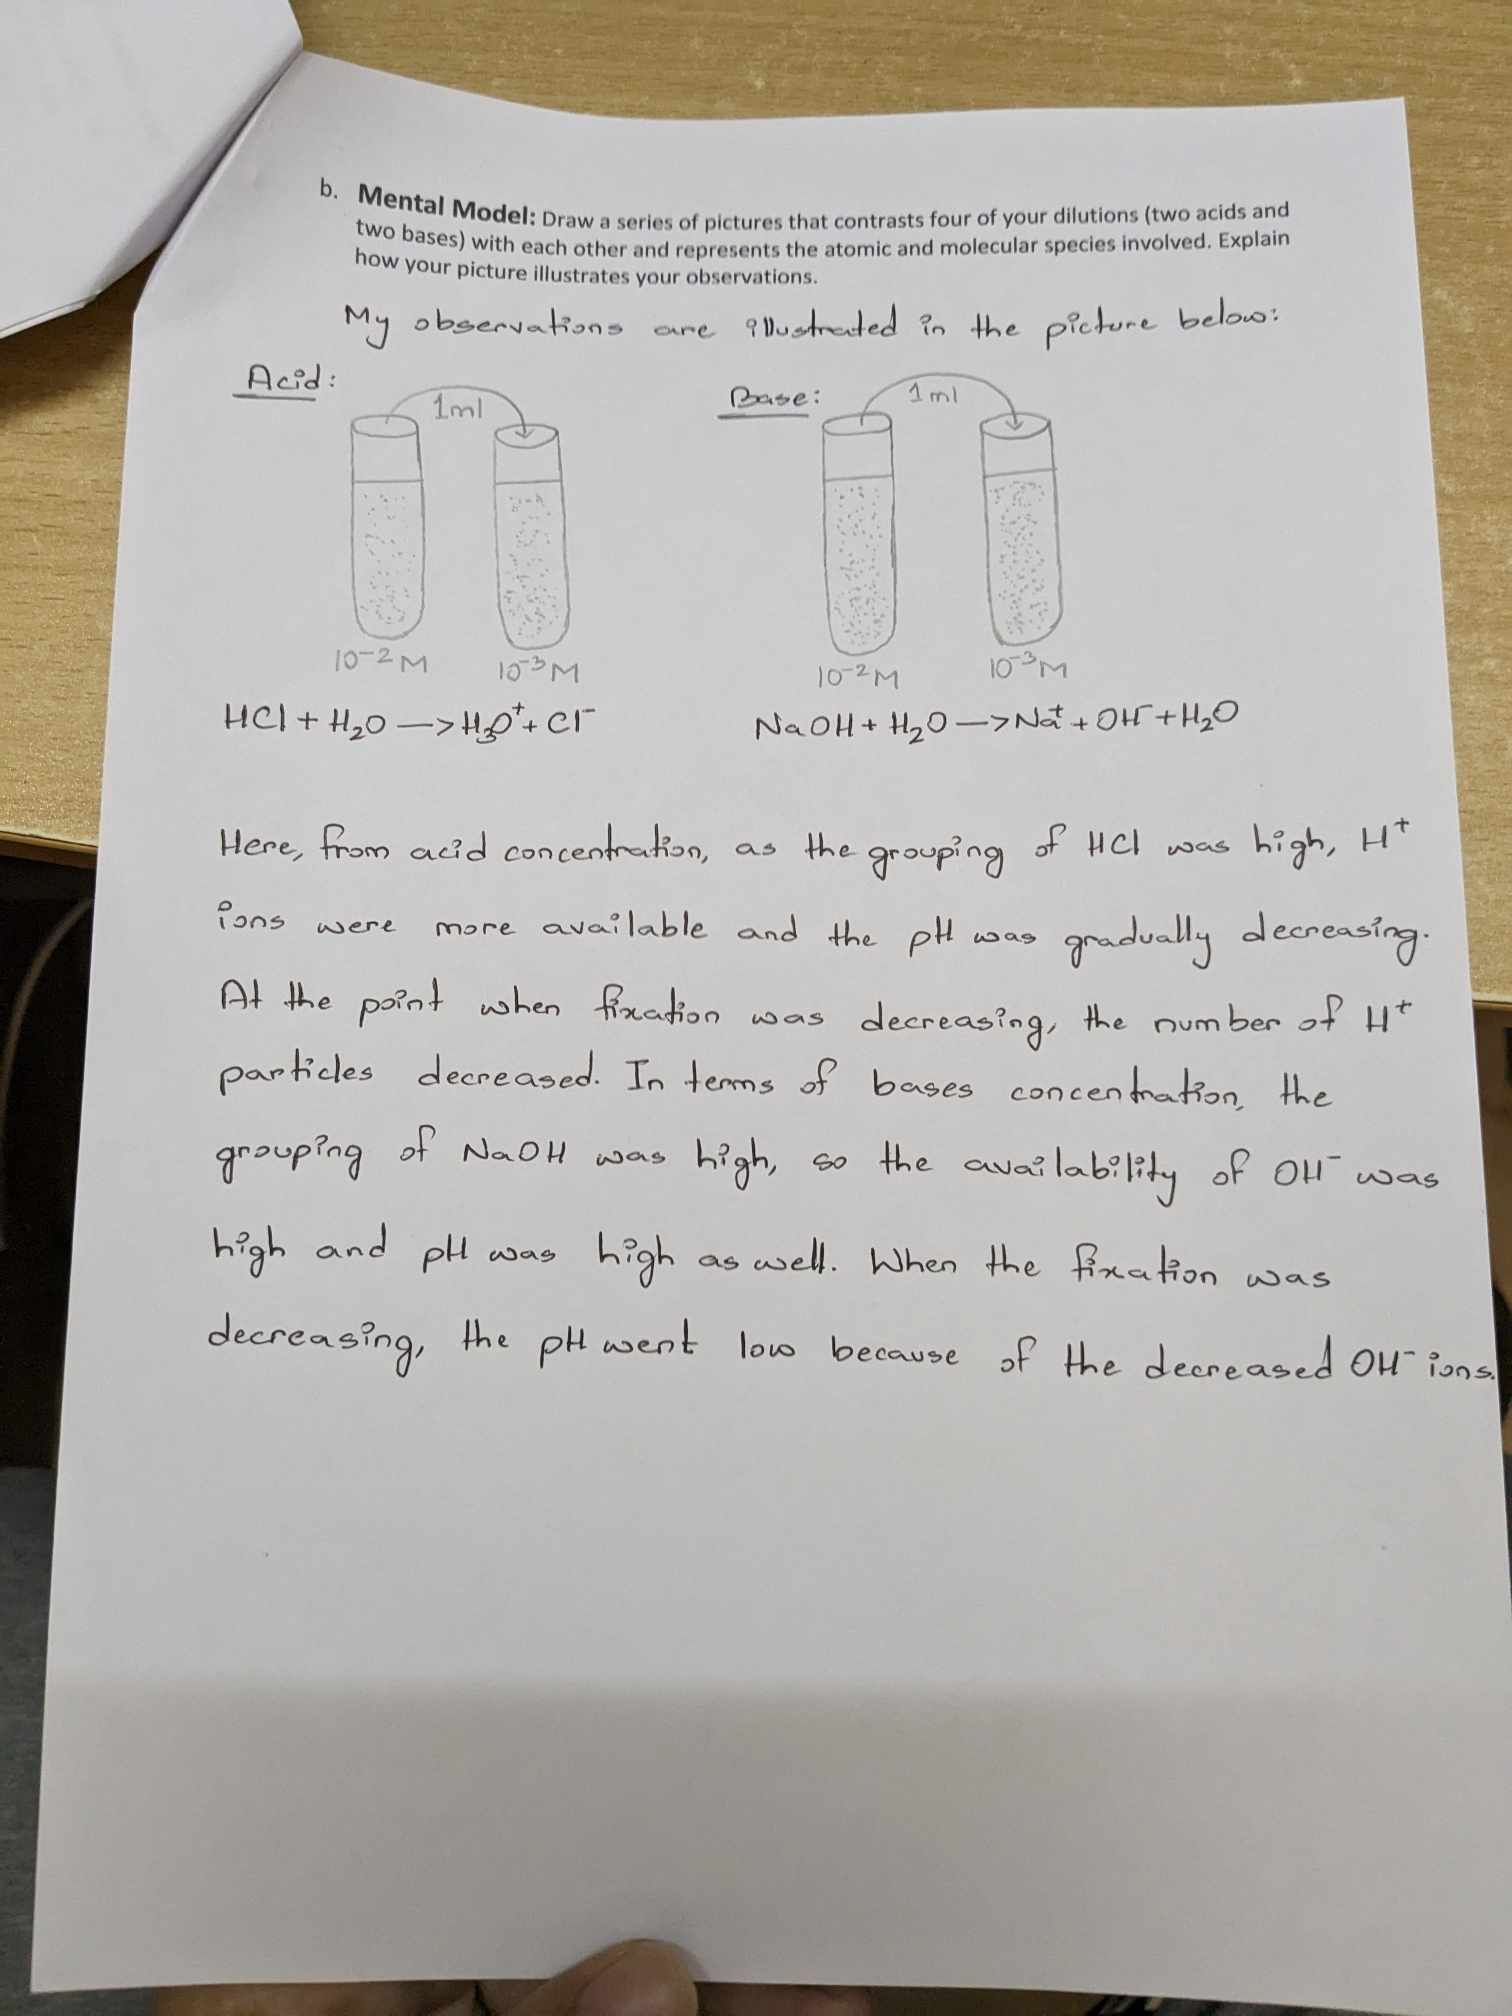 b. Mental Model: Draw a series of pictures that contrasts four of your dilutions (two acids and
two bases) with each other and represents the atomic and molecular species involved. Explain
how your picture illustrates your observations.
My observations are illustrated in the picture below:
Acid:
1ml
10⁻² M
10⁻³ M
HCl + H₂O —> H₃O⁺ + Cl⁻
Base:
1ml
10⁻² M
10⁻³ M
NaOH + H₂O —> Na⁺ + OH⁻ + H₂O
Here, from acid concentration, as the grouping of HCl was high, H⁺
ions were more available and the pH was gradually decreasing.
At the point when fixation was decreasing, the number of H⁺
particles decreased. In terms of bases concentration, the
grouping of NaOH was high, so the availability of OH⁻ was
high and pH was high as well. When the fixation was
decreasing, the pH went low because of the decreased OH⁻ ions.